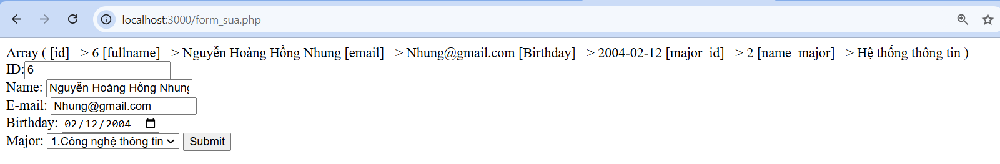 localhost:3000/form_sua.php
Array ( [id] => 6 [fullname] => Nguyễn Hoàng Hồng Nhung [email] => Nhung@gmail.com [Birthday] => 2004-02-12 [major_id] => 2 [name_major] => Hệ thống thông tin )
ID: 6
Name: Nguyễn Hoàng Hồng Nhung
E-mail: Nhung@gmail.com
Birthday: 02/12/2004
Major: 1.Công nghệ thông tin Submit